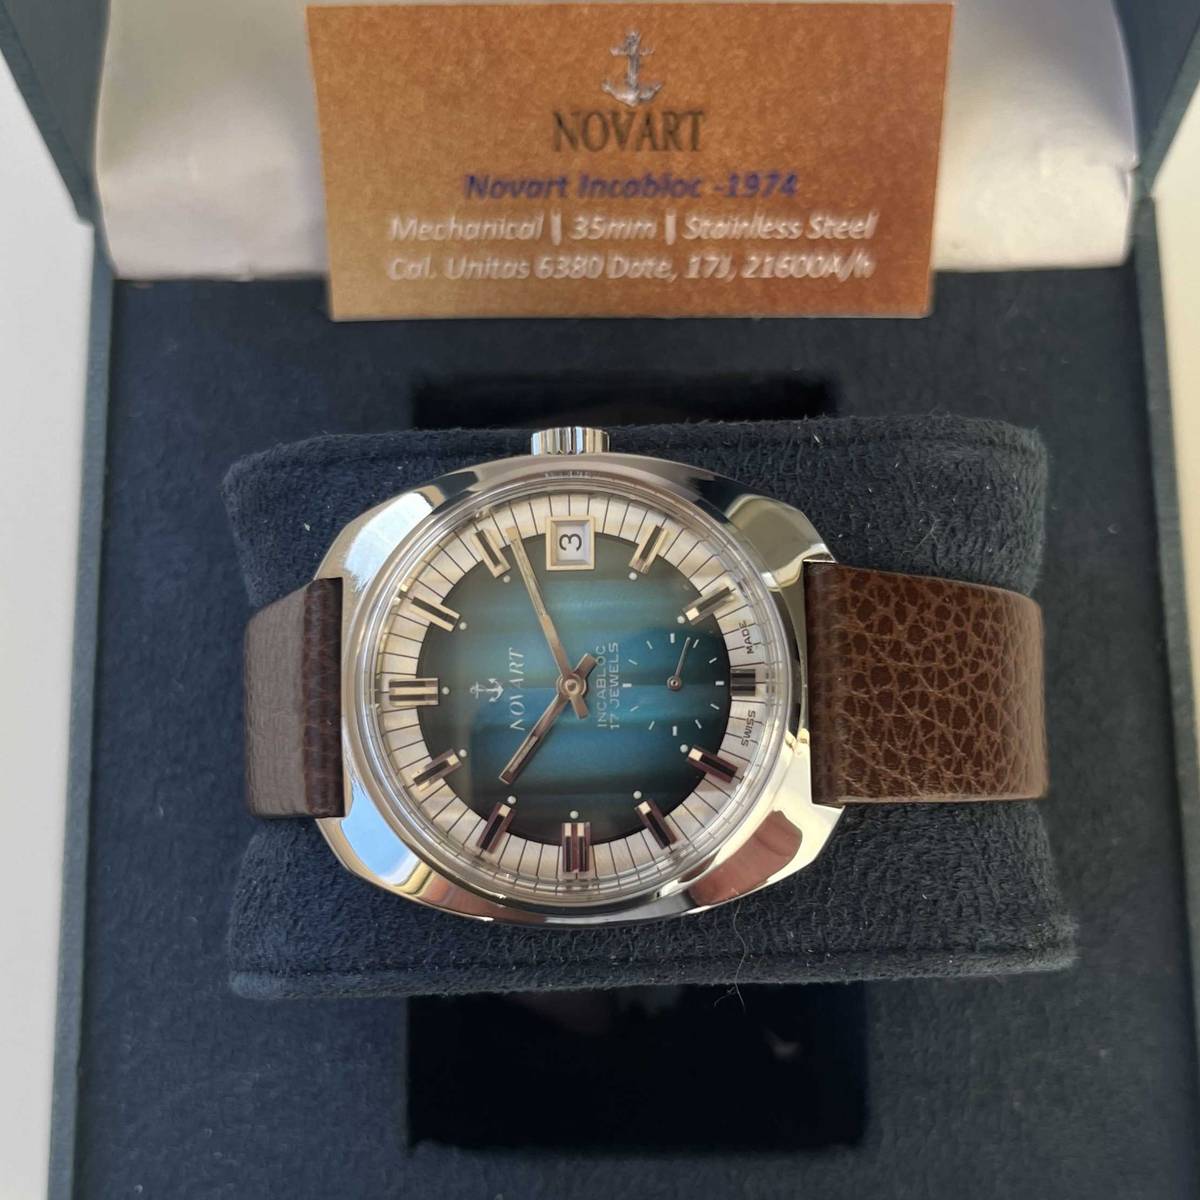 NOVART
Novart Incabloc -1974
Mechanical | 35mm | Stainless Steel
Cal. Unitas 6380 Date, 17J, 21600A/h
3
NOVART
INCABLOC
17 JEWELS
SWISS MADE